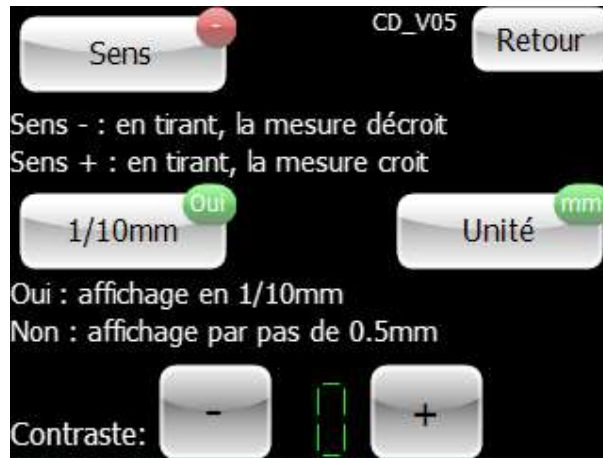 Sens
-
CD_V05
Retour
Sens - : en tirant, la mesure décroit
Sens + : en tirant, la mesure croit
1/10mm
Oui
Unité
mm
Oui : affichage en 1/10mm
Non : affichage par pas de 0.5mm
Contraste:
-
+